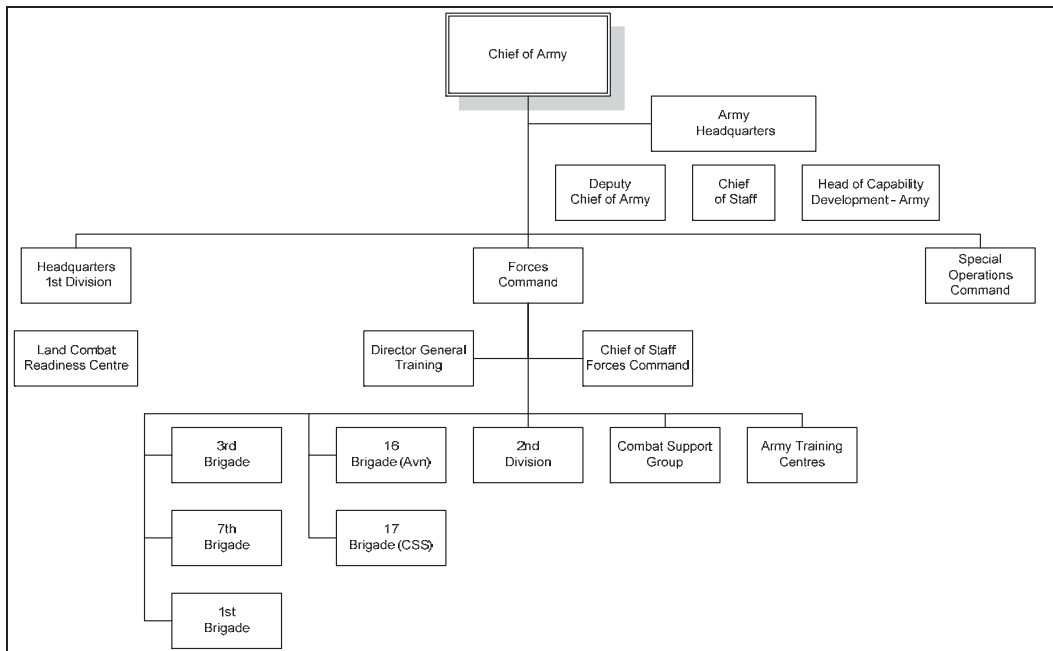 Chief of Army
Army
Headquarters
Deputy
Chief of Army
Chief
of Staff
Head of Capability
Development - Army
Headquarters
1st Division
Forces
Command
Special
Operations
Command
Land Combat
Readiness Centre
Director General
Training
Chief of Staff
Forces Command
3rd
Brigade
16
Brigade (Avn)
2nd
Division
Combat Support
Group
Army Training
Centres
7th
Brigade
17
Brigade (CSS)
1st
Brigade